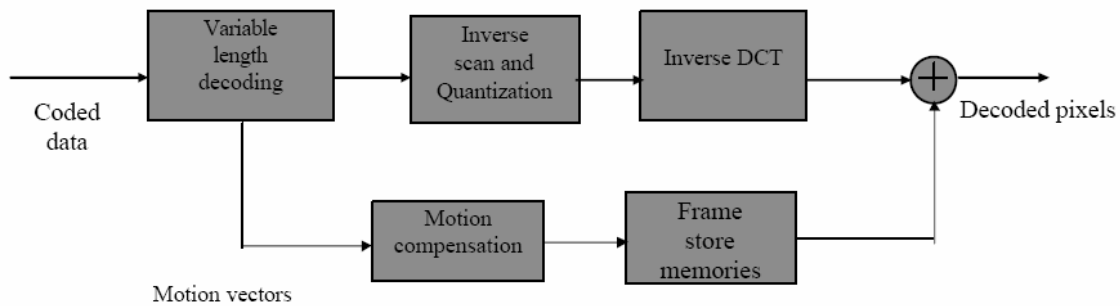 Variable
length
decoding
Inverse
scan and
Quantization
Inverse DCT
+
Coded
data
Decoded pixels
Motion
compensation
Frame
store
memories
Motion vectors